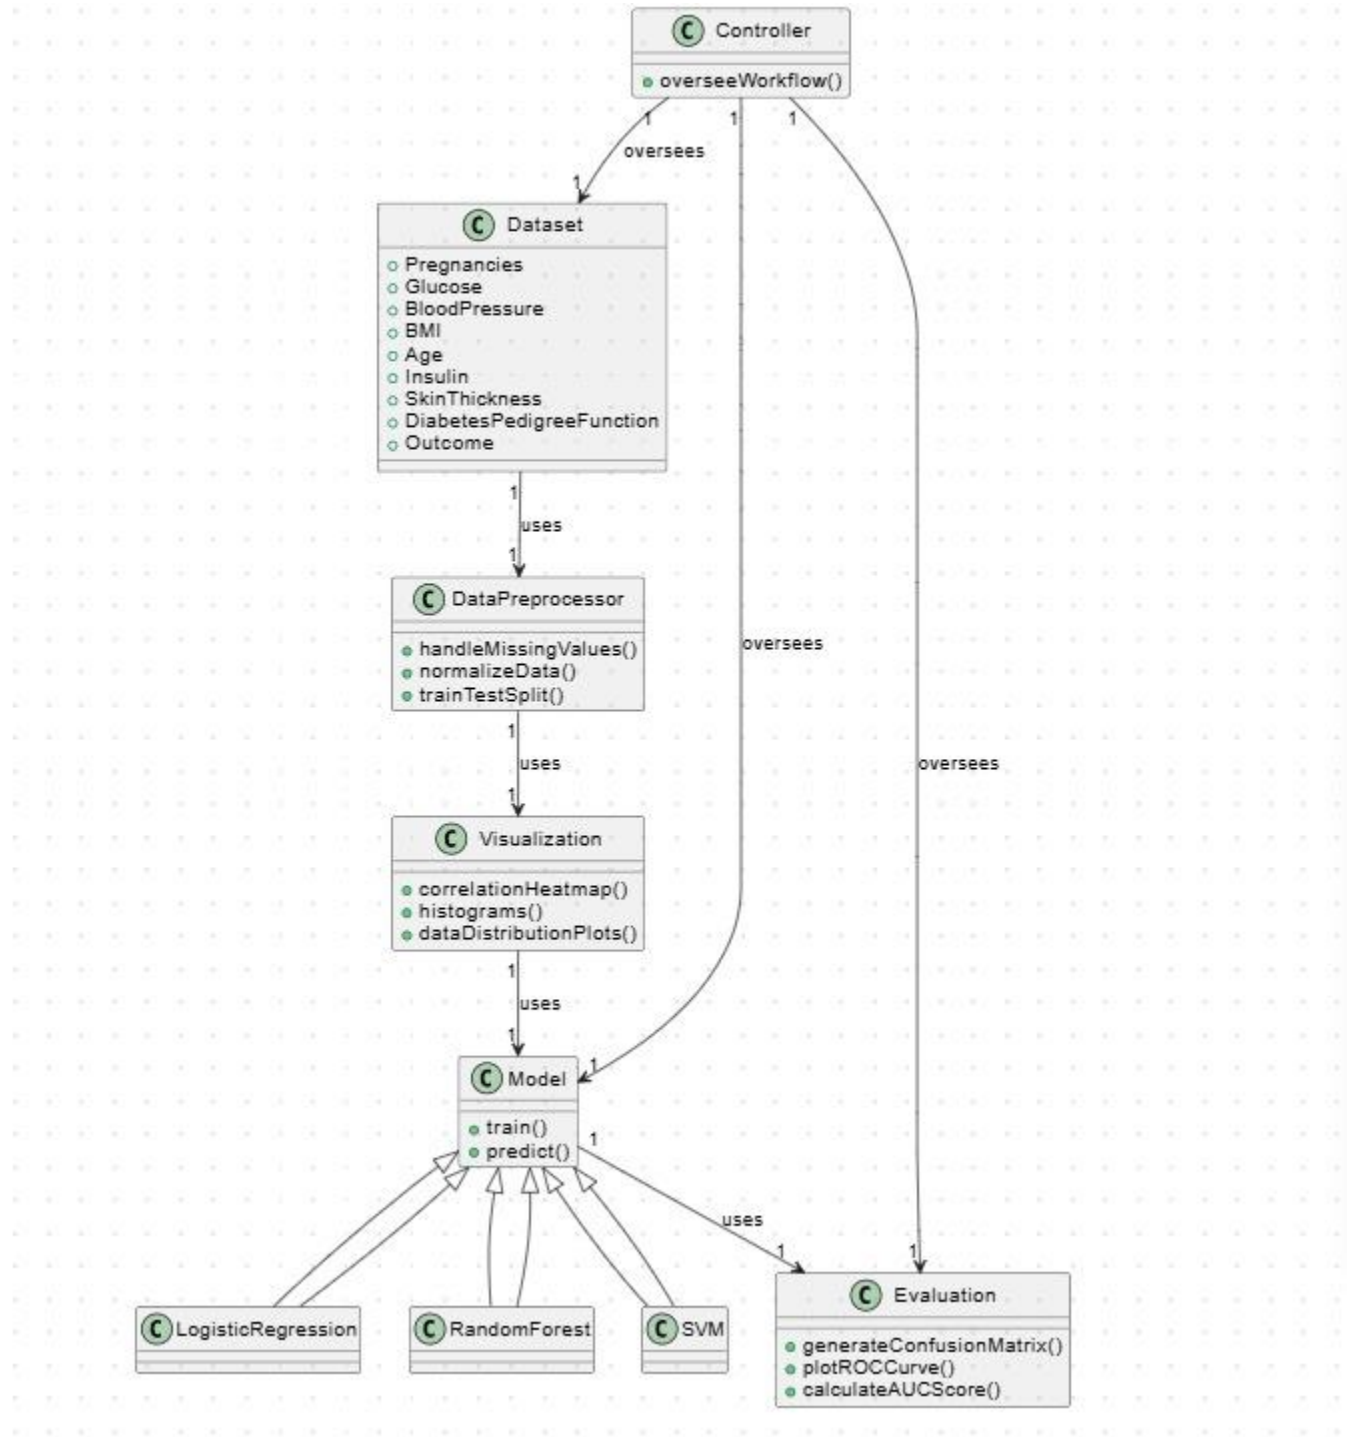 C Controller
overseeWorkflow()
1 1 1
oversees
1
C Dataset
Pregnancies
Glucose
BloodPressure
BMI
Age
Insulin
SkinThickness
DiabetesPedigreeFunction
Outcome
1
uses
1
C DataPreprocessor
handleMissingValues()
normalizeData()
trainTestSplit()
oversees
1
uses
oversees
1
C Visualization
correlationHeatmap()
histograms()
dataDistributionPlots()
1
uses
1
1
C Model
train()
predict()
1
uses
1
1
C LogisticRegression
C RandomForest
C SVM
C Evaluation
generateConfusionMatrix()
plotROCCurve()
calculateAUCScore()